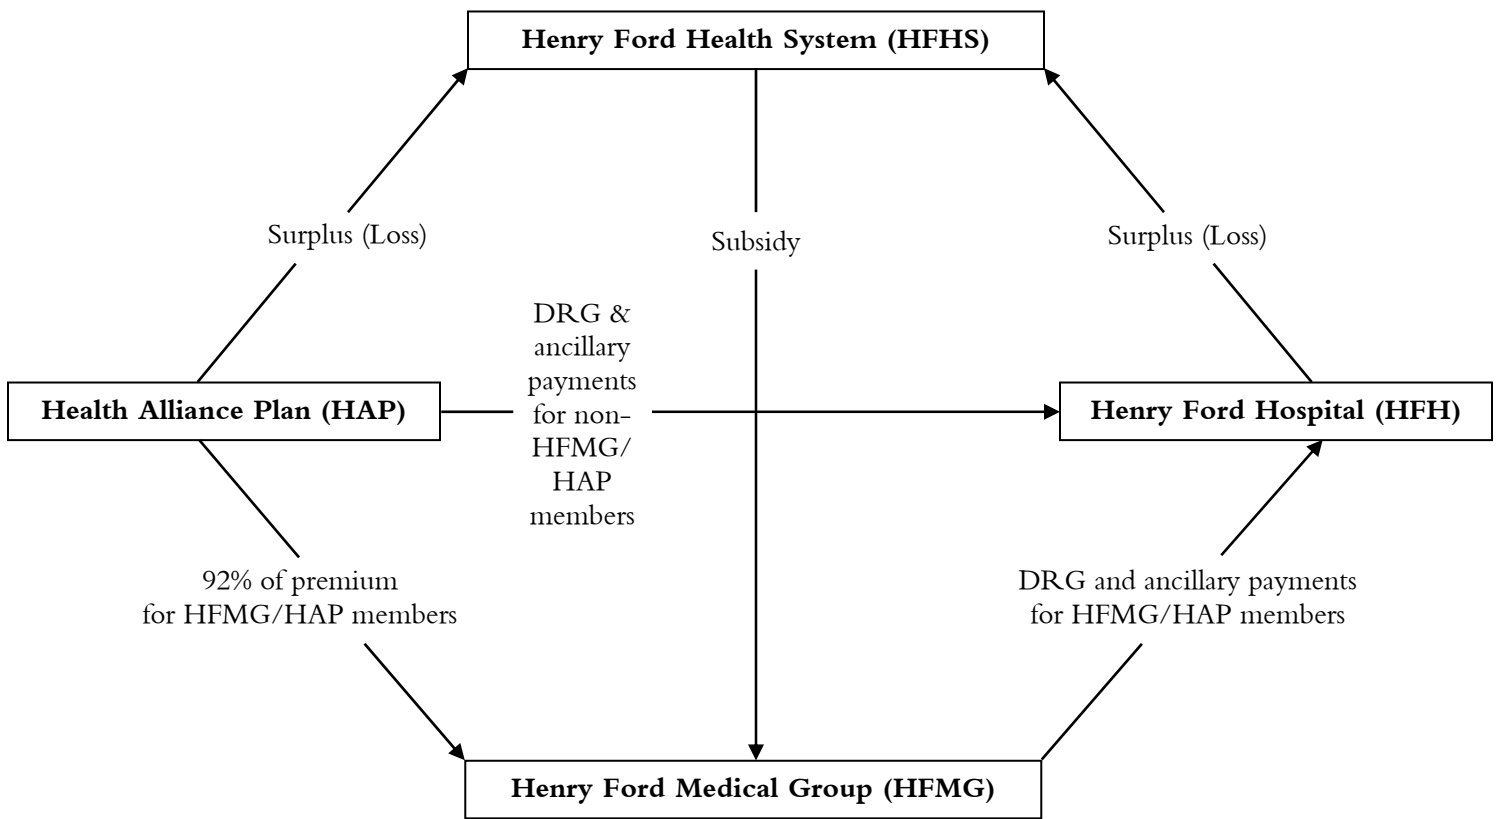 Henry Ford Health System (HFHS)
Surplus (Loss)
Subsidy
Surplus (Loss)
DRG &
ancillary
payments
for non-
HFMG/
HAP
members
Health Alliance Plan (HAP)
Henry Ford Hospital (HFH)
92% of premium
for HFMG/HAP members
DRG and ancillary payments
for HFMG/HAP members
Henry Ford Medical Group (HFMG)